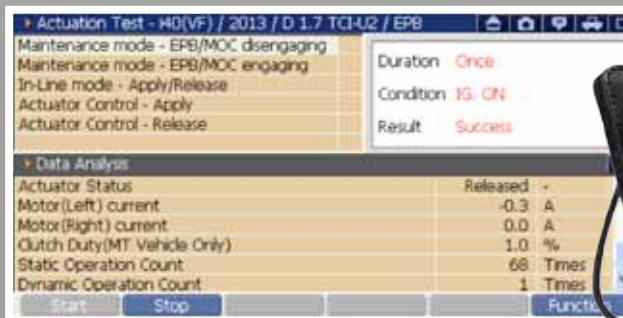 Actuation Test - i40(VF) / 2013 / D 1.7 TCI-U2 / EPB
Maintenance mode - EPB/MOC disengaging
Maintenance mode - EPB/MOC engaging
In-Line mode - Apply/Release
Actuator Control - Apply
Actuator Control - Release
Duration Once
Condition IG. ON
Result Success
Data Analysis
Actuator Status Released -
Motor(Left) current -0.3 A
Motor(Right) current 0.0 A
Clutch Duty(MT Vehicle Only) 1.0 %
Static Operation Count 68 Times
Dynamic Operation Count 1 Times
Start Stop Function